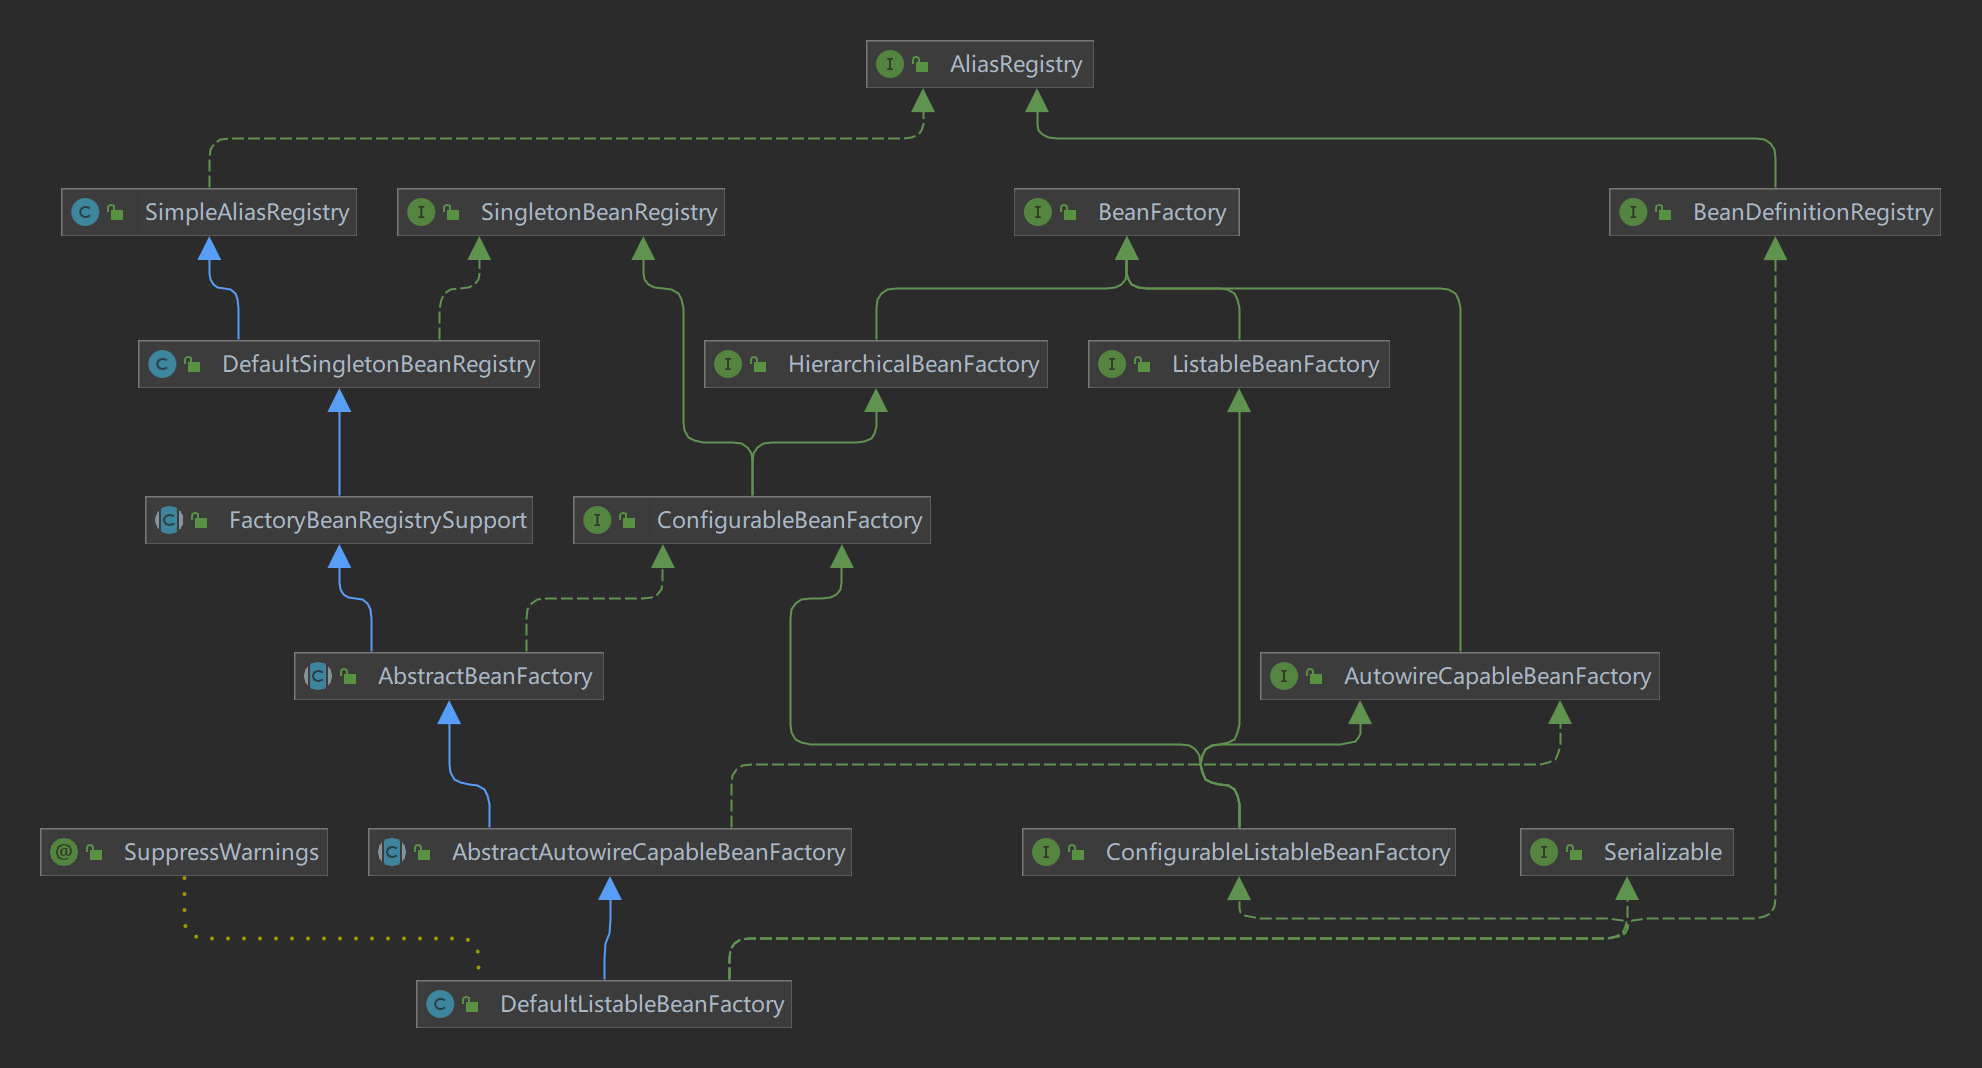 I AliasRegistry
C SimpleAliasRegistry
I SingletonBeanRegistry
I BeanFactory
I BeanDefinitionRegistry
C DefaultSingletonBeanRegistry
I HierarchicalBeanFactory
I ListableBeanFactory
C FactoryBeanRegistrySupport
I ConfigurableBeanFactory
C AbstractBeanFactory
I AutowireCapableBeanFactory
@ SuppressWarnings
C AbstractAutowireCapableBeanFactory
I ConfigurableListableBeanFactory
I Serializable
C DefaultListableBeanFactory